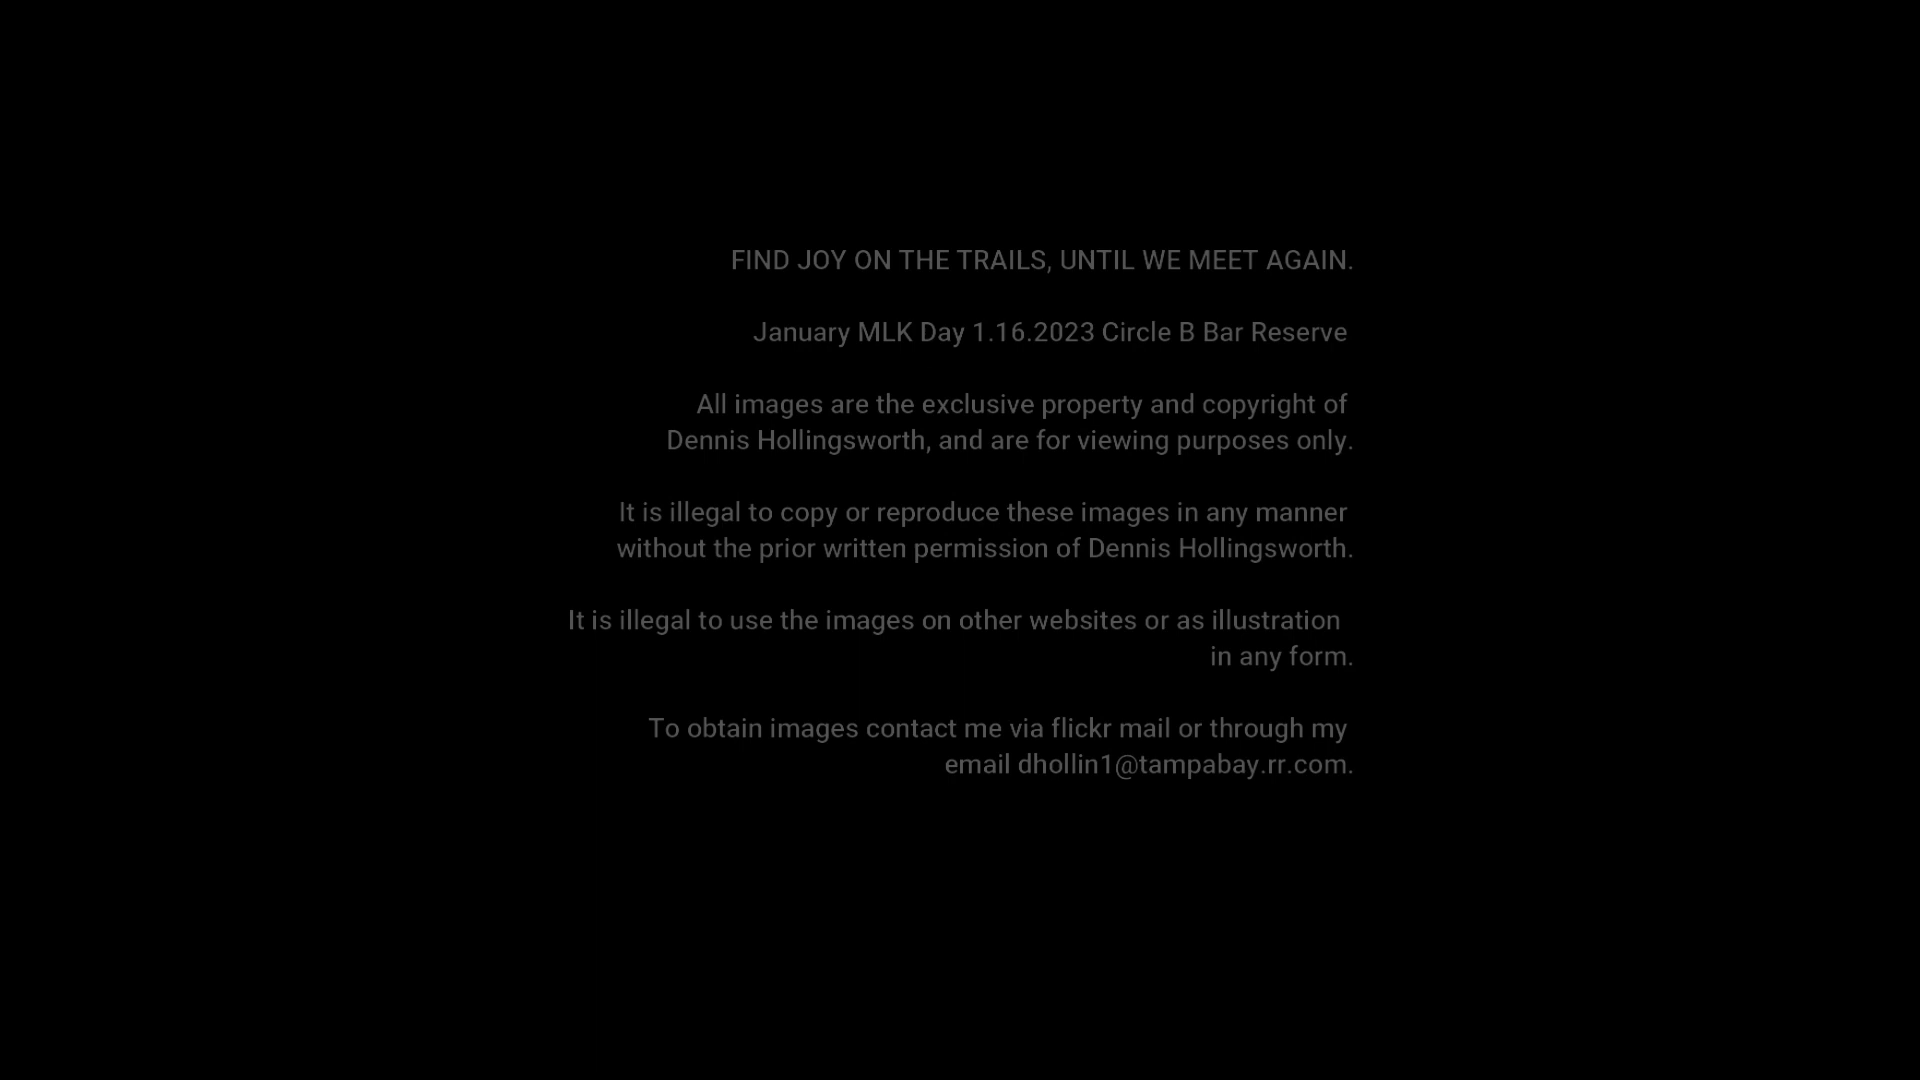 FIND JOY ON THE TRAILS, UNTIL WE MEET AGAIN.
January MLK Day 1.16.2023 Circle B Bar Reserve
All images are the exclusive property and copyright of
Dennis Hollingsworth, and are for viewing purposes only.
It is illegal to copy or reproduce these images in any manner
without the prior written permission of Dennis Hollingsworth.
It is illegal to use the images on other websites or as illustration
in any form.
To obtain images contact me via flickr mail or through my
email dhollin1@tampabay.rr.com.